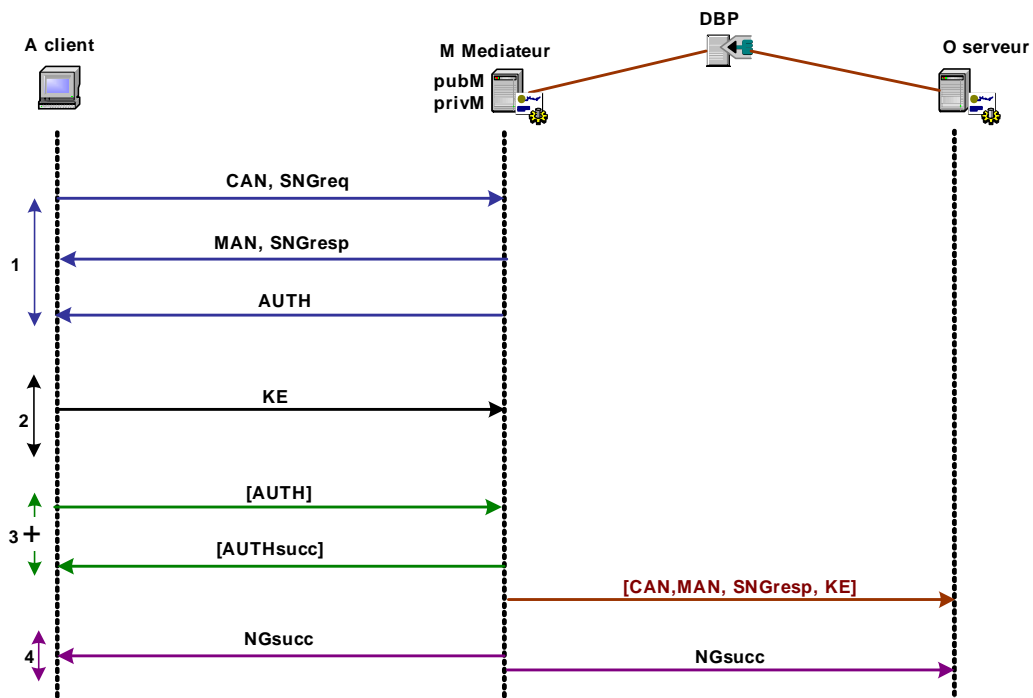 DBP
A client
M Mediateur
O serveur
pubM
privM
CAN, SNGreq
MAN, SNGresp
1
AUTH
KE
2
[AUTH]
3 +
[AUTHsucc]
[CAN,MAN, SNGresp, KE]
NGsucc
4
NGsucc